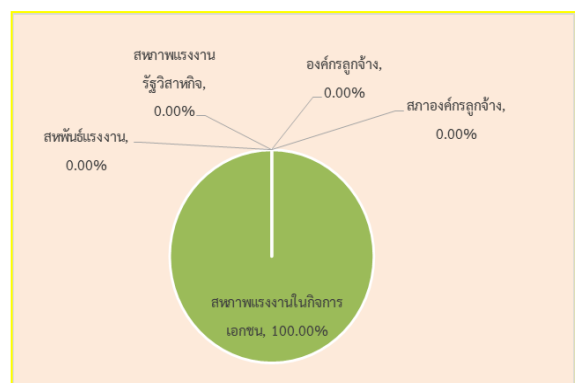 สหภาพแรงงาน
รัฐวิสาหกิจ,
0.00%
องค์กรลูกจ้าง,
0.00%
สภาองค์กรลูกจ้าง,
0.00%
สหพันธ์แรงงาน,
0.00%
สหภาพแรงงานในกิจการ
เอกชน, 100.00%